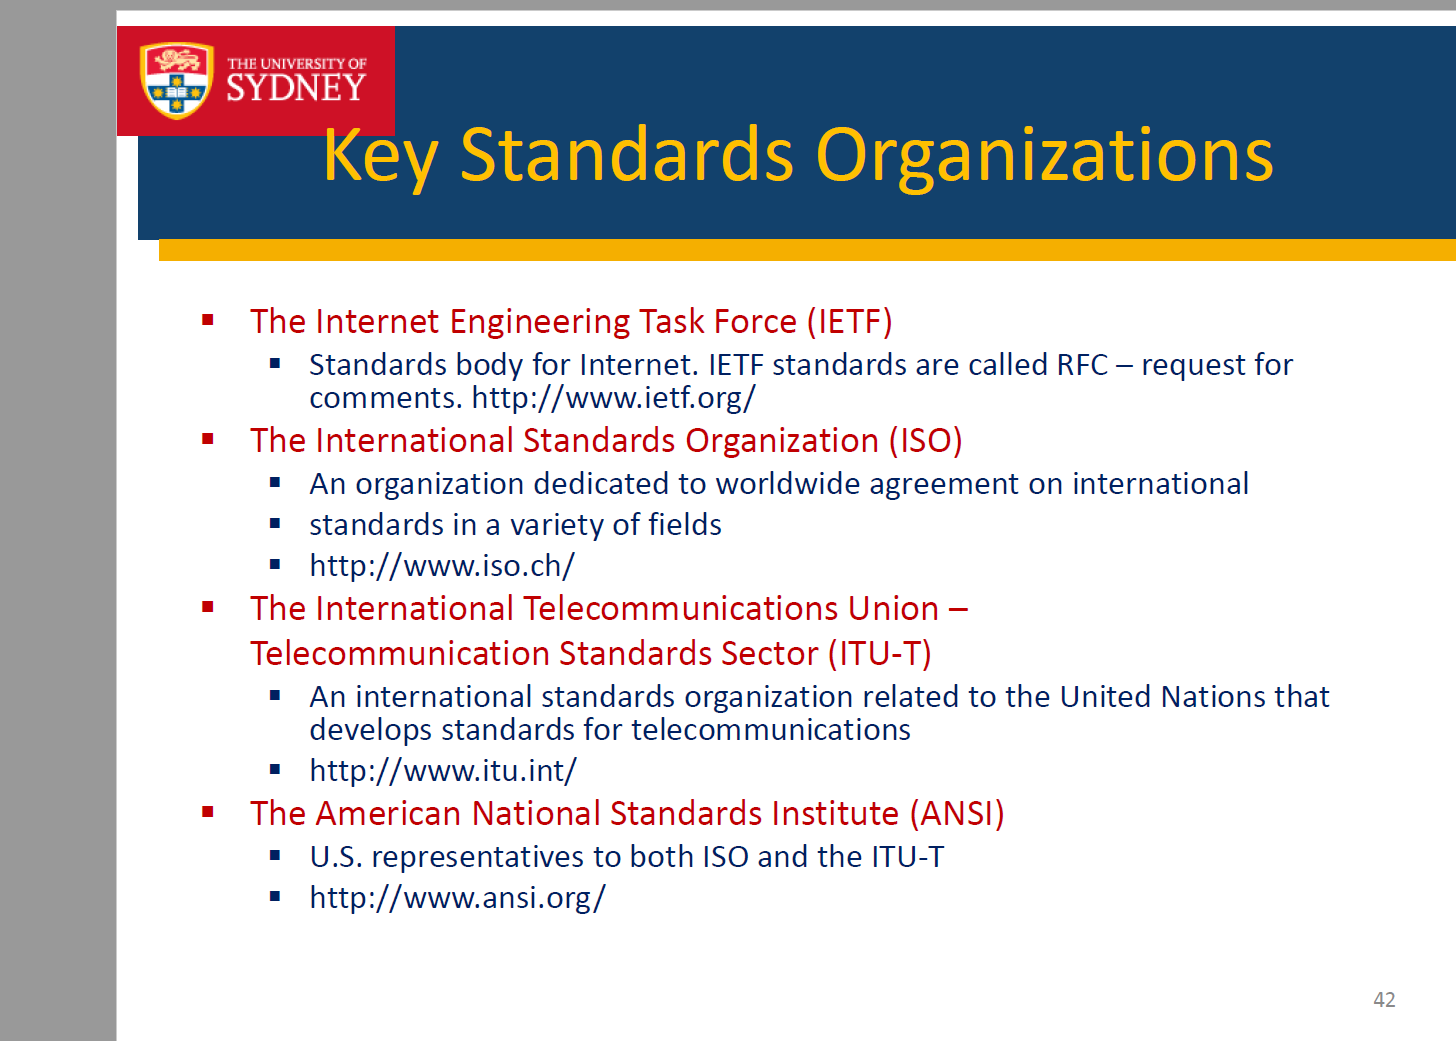 THE UNIVERSITY OF
SYDNEY
Key Standards Organizations
▪ The Internet Engineering Task Force (IETF)
▪ Standards body for Internet. IETF standards are called RFC – request for
comments. http://www.ietf.org/
▪ The International Standards Organization (ISO)
▪ An organization dedicated to worldwide agreement on international
▪ standards in a variety of fields
▪ http://www.iso.ch/
▪ The International Telecommunications Union –
Telecommunication Standards Sector (ITU-T)
▪ An international standards organization related to the United Nations that
develops standards for telecommunications
▪ http://www.itu.int/
▪ The American National Standards Institute (ANSI)
▪ U.S. representatives to both ISO and the ITU-T
▪ http://www.ansi.org/
42